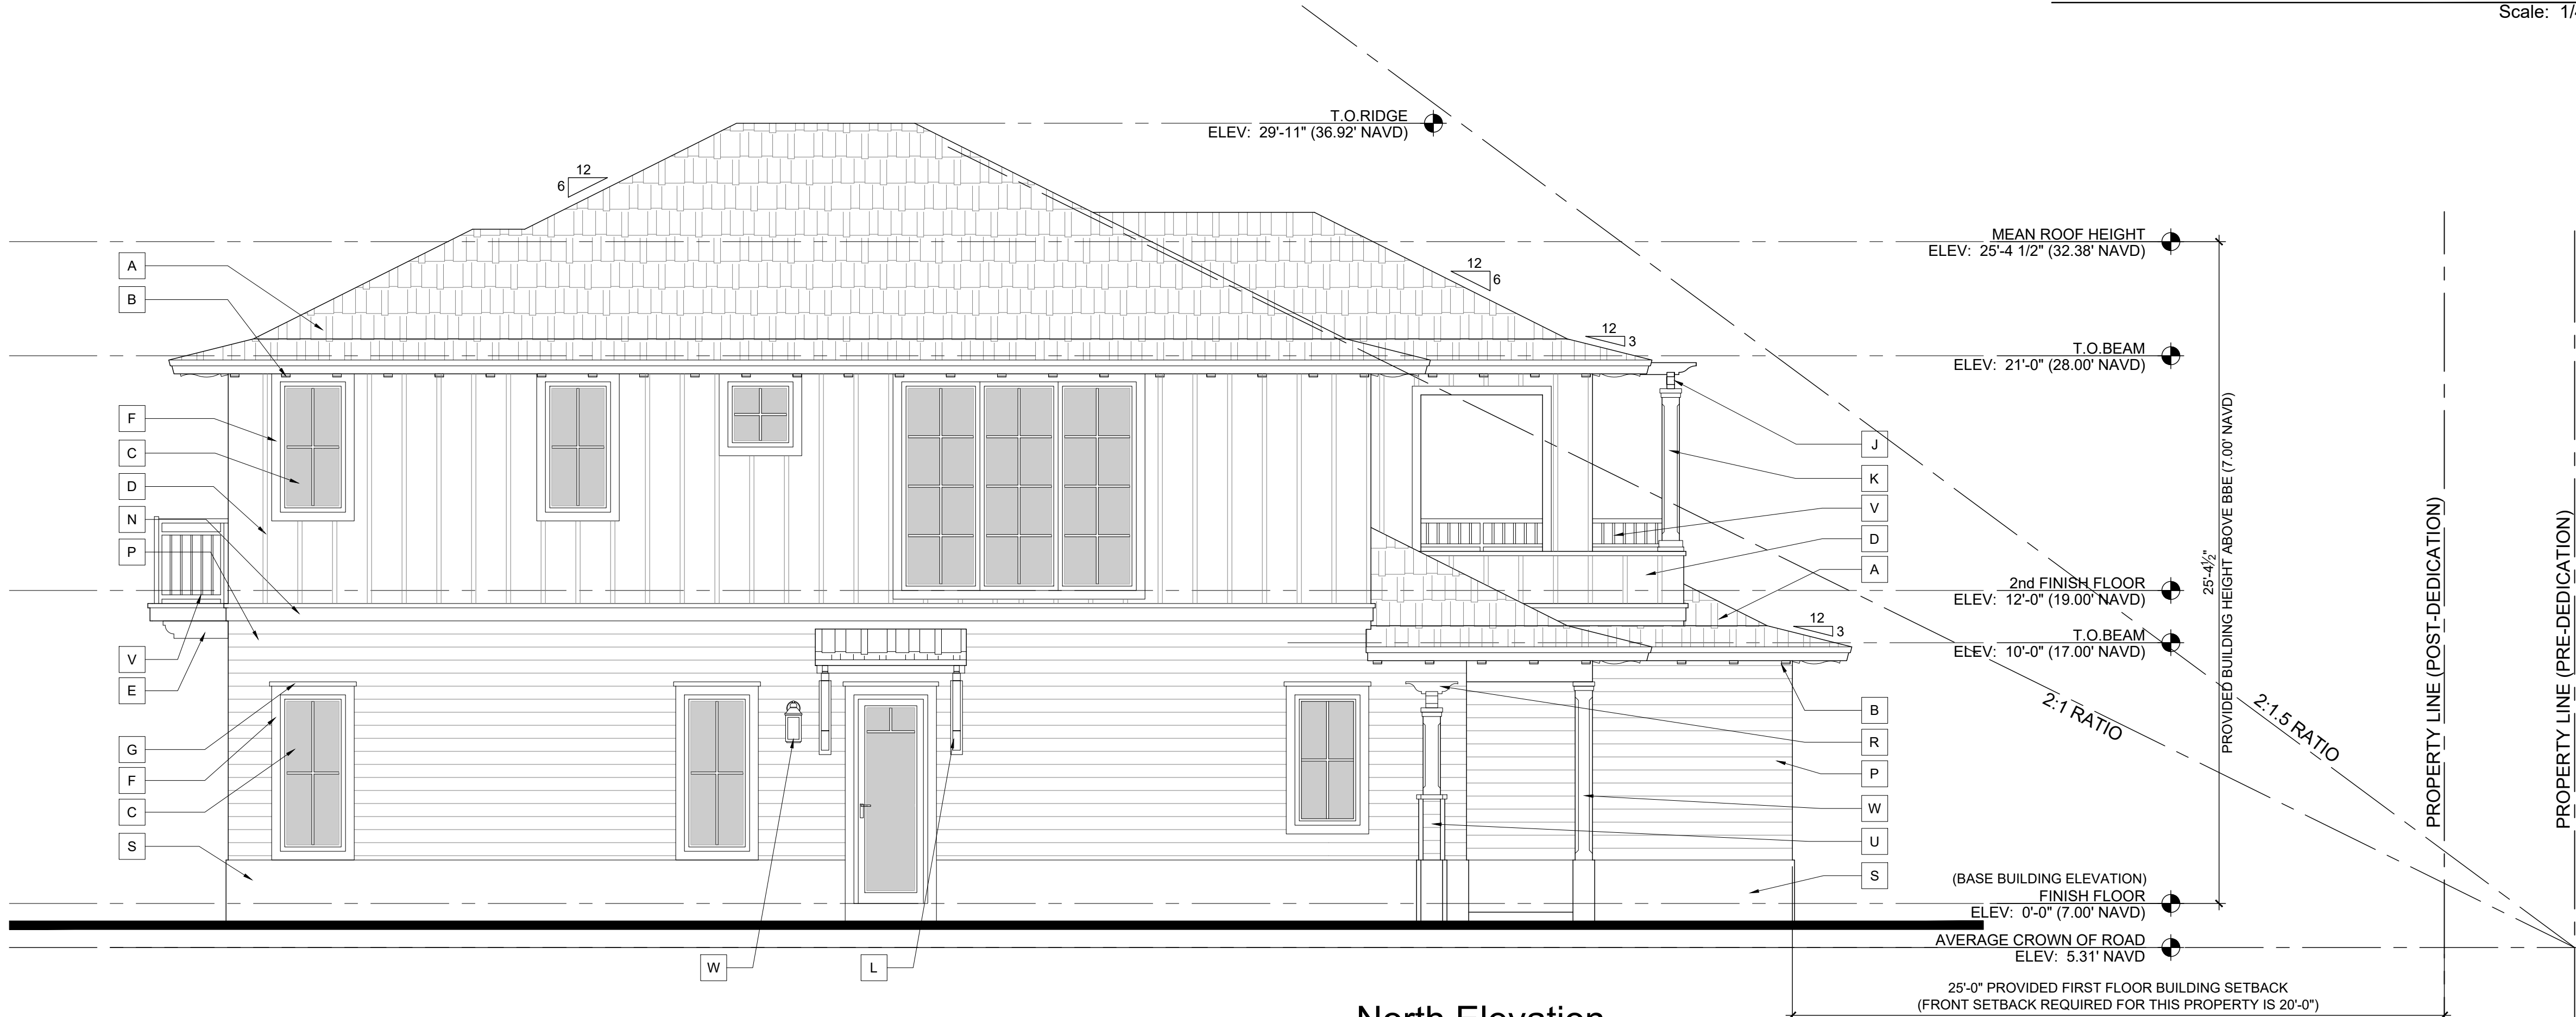 Scale: 1/
T.O.RIDGE
ELEV: 29'-11" (36.92' NAVD)
12
6
MEAN ROOF HEIGHT
ELEV: 25'-4 1/2" (32.38' NAVD)
A
B
12
6
12
3
T.O.BEAM
ELEV: 21'-0" (28.00' NAVD)
F
C
D
N
P
J
K
V
D
A
2nd FINISH FLOOR
ELEV: 12'-0" (19.00' NAVD)
12
3
T.O.BEAM
ELEV: 10'-0" (17.00' NAVD)
V
E
G
F
C
S
B
R
P
W
U
S
25'-4½"
PROVIDED BUILDING HEIGHT ABOVE BBE (7.00' NAVD)
2:1 RATIO
2:1.5 RATIO
PROPERTY LINE (POST-DEDICATION)
PROPERTY LINE (PRE-DEDICATION)
(BASE BUILDING ELEVATION)
FINISH FLOOR
ELEV: 0'-0" (7.00' NAVD)
AVERAGE CROWN OF ROAD
ELEV: 5.31' NAVD
W
L
25'-0" PROVIDED FIRST FLOOR BUILDING SETBACK
(FRONT SETBACK REQUIRED FOR THIS PROPERTY IS 20'-0")
North Elevation